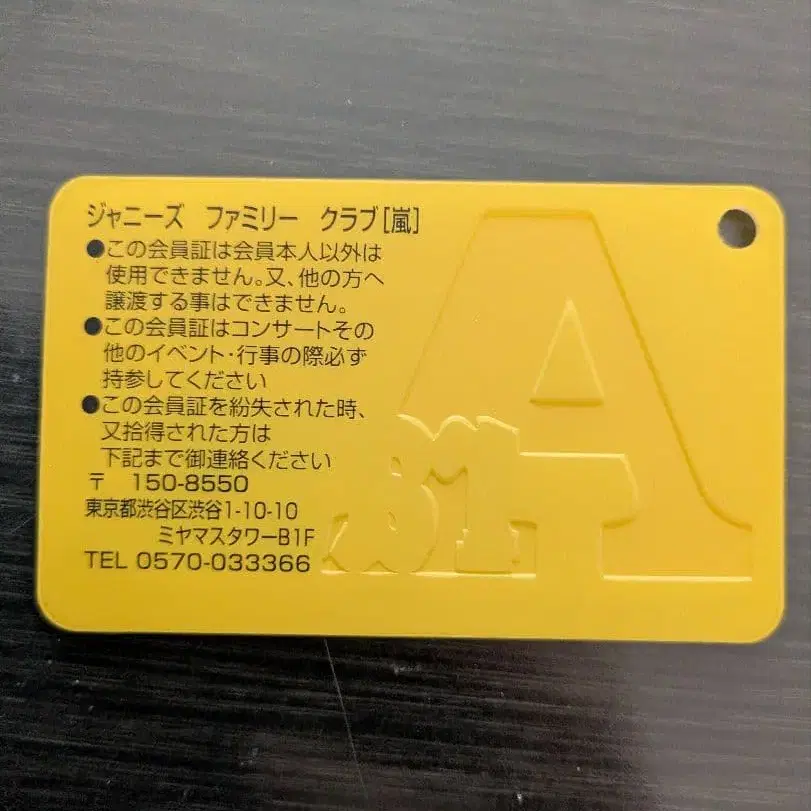 ジャニーズ ファミリー クラブ[嵐]
●この会員証は会員本人以外は
使用できません。又、他の方へ
譲渡する事はできません。
●この会員証はコンサートその
他のイベント・行事の際必ず
持参してください
●この会員証を紛失された時、
又拾得された方は
下記まで御連絡ください
〒 150-8550
東京都渋谷区渋谷1-10-10
ミヤマスタワーB1F
TEL 0570-033366
A